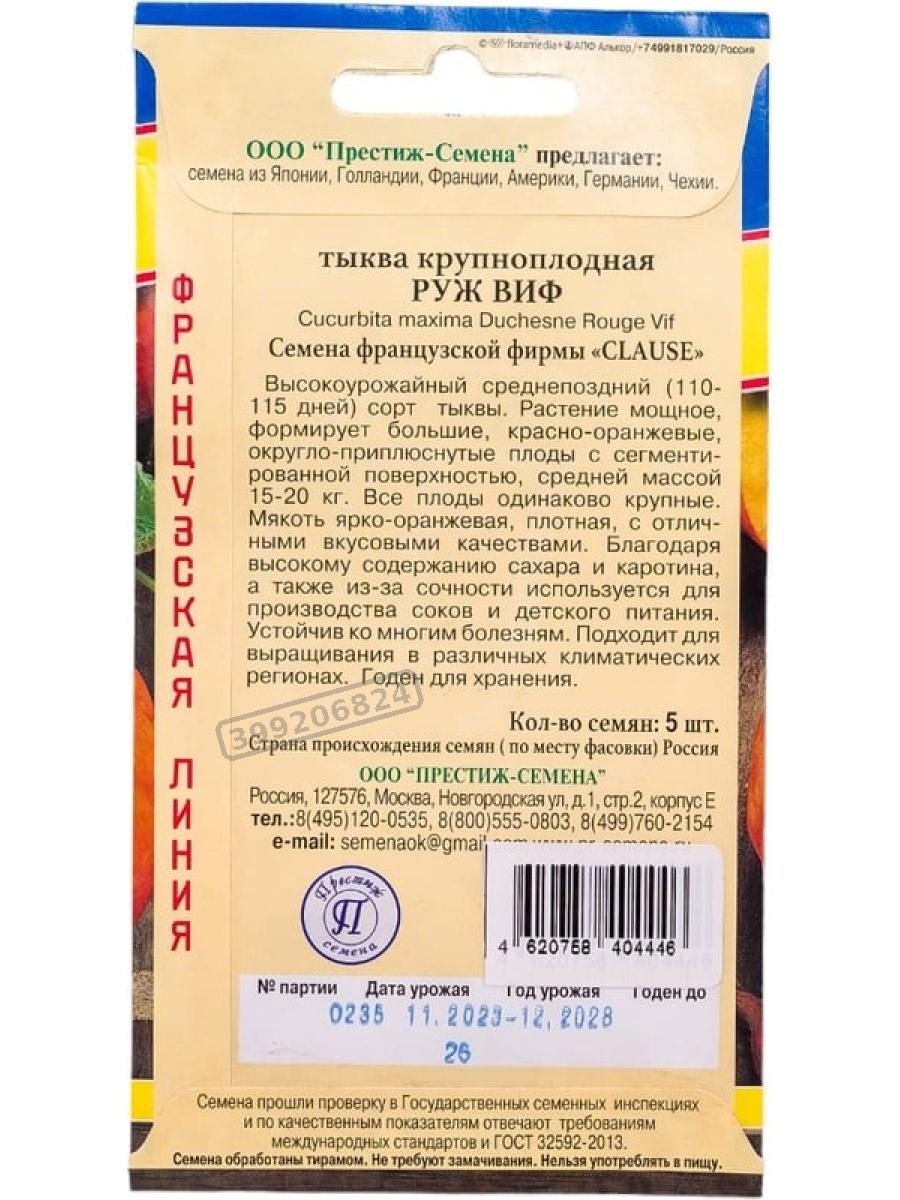 © floramedia+ АПФ Алькор/+74991817029/Россия
ООО “Престиж-Семена” предлагает:
семена из Японии, Голландии, Франции, Америки, Германии, Чехии.
ФРАНЦУЗСКАЯ ЛИНИЯ
тыква крупноплодная
РУЖ ВИФ
Cucurbita maxima Duchesne Rouge Vif
Семена французской фирмы «CLAUSE»
Высокоурожайный среднепоздний (110-
115 дней) сорт тыквы. Растение мощное,
формирует большие, красно-оранжевые,
округло-приплюснутые плоды с сегменти-
рованной поверхностью, средней массой
15-20 кг. Все плоды одинаково крупные.
Мякоть ярко-оранжевая, плотная, с отлич-
ными вкусовыми качествами. Благодаря
высокому содержанию сахара и каротина,
а также из-за сочности используется для
производства соков и детского питания.
Устойчив ко многим болезням. Подходит для
выращивания в различных климатических
регионах. Годен для хранения.
399206824
Кол-во семян: 5 шт.
Страна происхождения семян ( по месту фасовки) Россия
ООО “ПРЕСТИЖ-СЕМЕНА”
Россия, 127576, Москва, Новгородская ул, д.1, стр.2, корпус Е
тел.:8(495)120-0535, 8(800)555-0803, 8(499)760-2154
e-mail: semenaok@gmail.com
Престиж
П
семена
4 620758 404446
№ партии Дата урожая Год урожая Годен до
0235 11.2023-12.2028
26
Семена прошли проверку в Государственных семенных инспекциях
и по качественным показателям отвечают требованиям
международных стандартов и ГОСТ 32592-2013.
Семена обработаны тирамом. Не требуют замачивания. Нельзя употреблять в пищу.